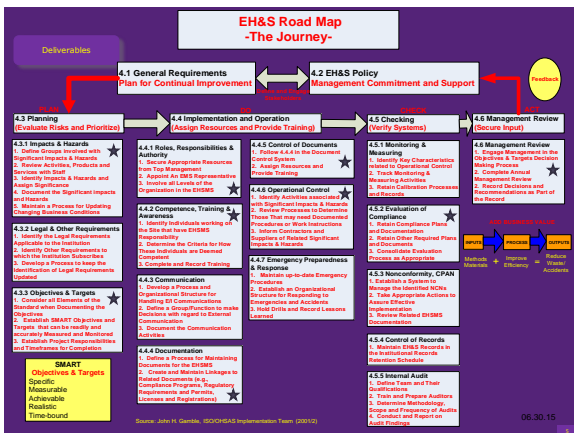 EH&S Road Map
-The Journey-
Deliverables
4.1 General Requirements
Plan for Continual Improvement
4.2 EH&S Policy
Management Commitment and Support
Feedback
PLAN
DO
CHECK
ACT
4.3 Planning
(Evaluate Risks and Prioritize)
4.4 Implementation and Operation
(Assign Resources and Provide Training)
4.5 Checking
(Verify Systems)
4.6 Management Review
(Secure Input)
4.3.1 Impacts & Hazards
1. Define Groups involved with
Significant Impacts & Hazards
2. Review Activities, Products and
Services with Staff
3. Identify Impacts & Hazards and
Assign Significance
4. Document the Significant impacts
and Hazards
5. Maintain a Process for Updating
Changing Business Conditions
4.3.2 Legal & Other Requirements
1. Identify the Legal Requirements
Applicable to the Institution
2. Identify Other Requirements to
which the Institution Subscribes
3. Develop a Process to keep the
Identification of Legal Requirements
Updated
4.3.3 Objectives & Targets
1. Consider all Elements of the
Standard when Documenting the
Objectives
2. Establish SMART Objectives and
Targets that can be readily and
accurately Measured and Monitored
3. Establish Project Responsibilities
and Timeframes for Completion
SMART
Objectives & Targets
Specific
Measurable
Achievable
Realistic
Time-bound
4.4.1 Roles, Responsibilities &
Authority
1. Secure Appropriate Resources
from Top Management
2. Appoint An EMS Representative
3. Involve all Levels of the
Organization in the EHSMS
4.4.2 Competence, Training &
Awareness
1. Identify Individuals working on
the Site that have EHSMS
Responsibility
2. Determine the Criteria for How
These Individuals are Deemed
Competent
3. Complete and Record Training
4.4.3 Communication
1. Develop a Process and
Organizational Structure for
Handling E/I Communications
2. Define a Group/Function to make
Decisions with regard to External
Communication
3. Document the Communication
Activities
4.4.4 Documentation
1. Define a Process for Maintaining
Documents for the EHSMS
2. Create and Maintain Linkages to
Related Documents (e.g.,
Compliance Programs, Regulatory
Requirements and Permits,
Licenses and Registrations)
4.4.5 Control of Documents
1. Follow 4.4.4 in the Document
Control System
2. Assign Resources and
Provide Training
4.4.6 Operational Control
1. Identify Activities associated
with Significant Impacts & Hazards
2. Review Processes to Determine
Those that may need Documented
Procedures or Work Instructions
3. Inform Contractors and
Suppliers of Related Significant
Impacts & Hazards
4.4.7 Emergency Preparedness
& Response
1. Maintain up-to-date Emergency
Procedures
2. Establish an Organizational
Structure for Responding to
Emergencies and Accidents
3. Hold Drills and Record Lessons
Learned
4.5.1 Monitoring &
Measuring
1. Identify Key Characteristics
related to Operational Control
2. Track Monitoring &
Measuring Activities
3. Retain Calibration Processes
and Records
4.5.2 Evaluation of
Compliance
1. Retain Compliance Plans
and Documentation
2. Retain Other Required Plans
and Documents
3. Consolidate Evaluation
Process as Appropriate
4.5.3 Nonconformity, CPAN
1. Establish a System to
Manage the Identified NCNs
2. Take Appropriate Actions to
Assure Effective
Implementation
3. Review Related EHSMS
Documentation
4.5.4 Control of Records
1. Maintain EH&S Records in
the Institutional Records
Retention Schedule
4.5.5 Internal Audit
1. Define Team and Their
Qualifications
2. Train and Prepare Auditors
3. Determine Methodology,
Scope and Frequency of Audits
4. Conduct and Report on
Audit Findings
4.6 Management Review
1. Engage Management in the
Objectives & Targets Decision
Making Process
2. Complete Annual
Management Review
3. Record Decisions and
Recommendations as Part of
the Record
ADD BUSINESS VALUE
INPUTS PROCESS OUTPUTS
Methods
Materials
+
Improve
Efficiency
=
Reduce
Waste/
Accidents
Source: John H. Gamble, ISO/OHSAS Implementation Team (2001/2)
06.30.15